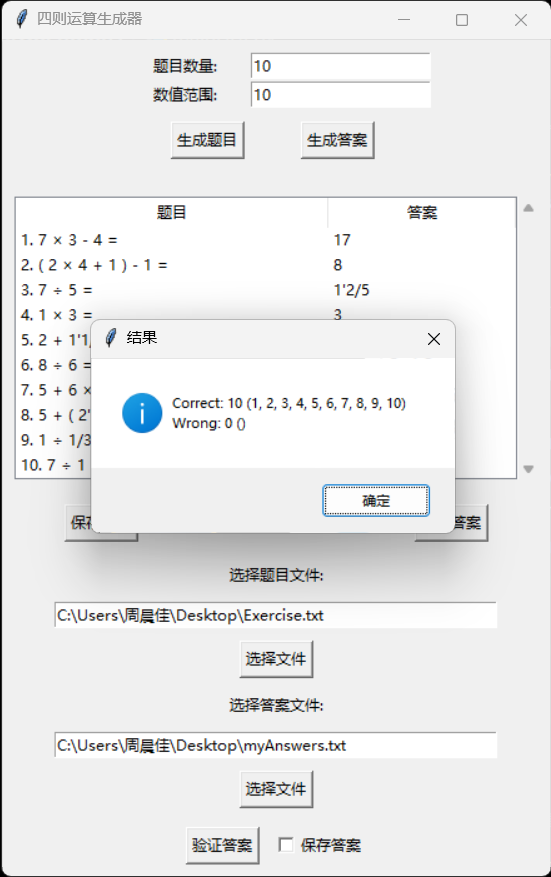 四则运算生成器
题目数量: 10
数值范围: 10
生成题目 生成答案
题目 答案
1. 7 × 3 - 4 = 17
2. ( 2 × 4 + 1 ) - 1 = 8
3. 7 ÷ 5 = 1'2/5
4. 1 × 3 = 3
5. 2 + 1'1
6. 8 ÷ 6 =
7. 5 + 6 ×
8. 5 + ( 2'
9. 1 ÷ 1/3
10. 7 ÷ 1
结果
Correct: 10 (1, 2, 3, 4, 5, 6, 7, 8, 9, 10)
Wrong: 0 ()
确定
保 答案
选择题目文件:
C:\Users\周晨佳\Desktop\Exercise.txt
选择文件
选择答案文件:
C:\Users\周晨佳\Desktop\myAnswers.txt
选择文件
验证答案 保存答案